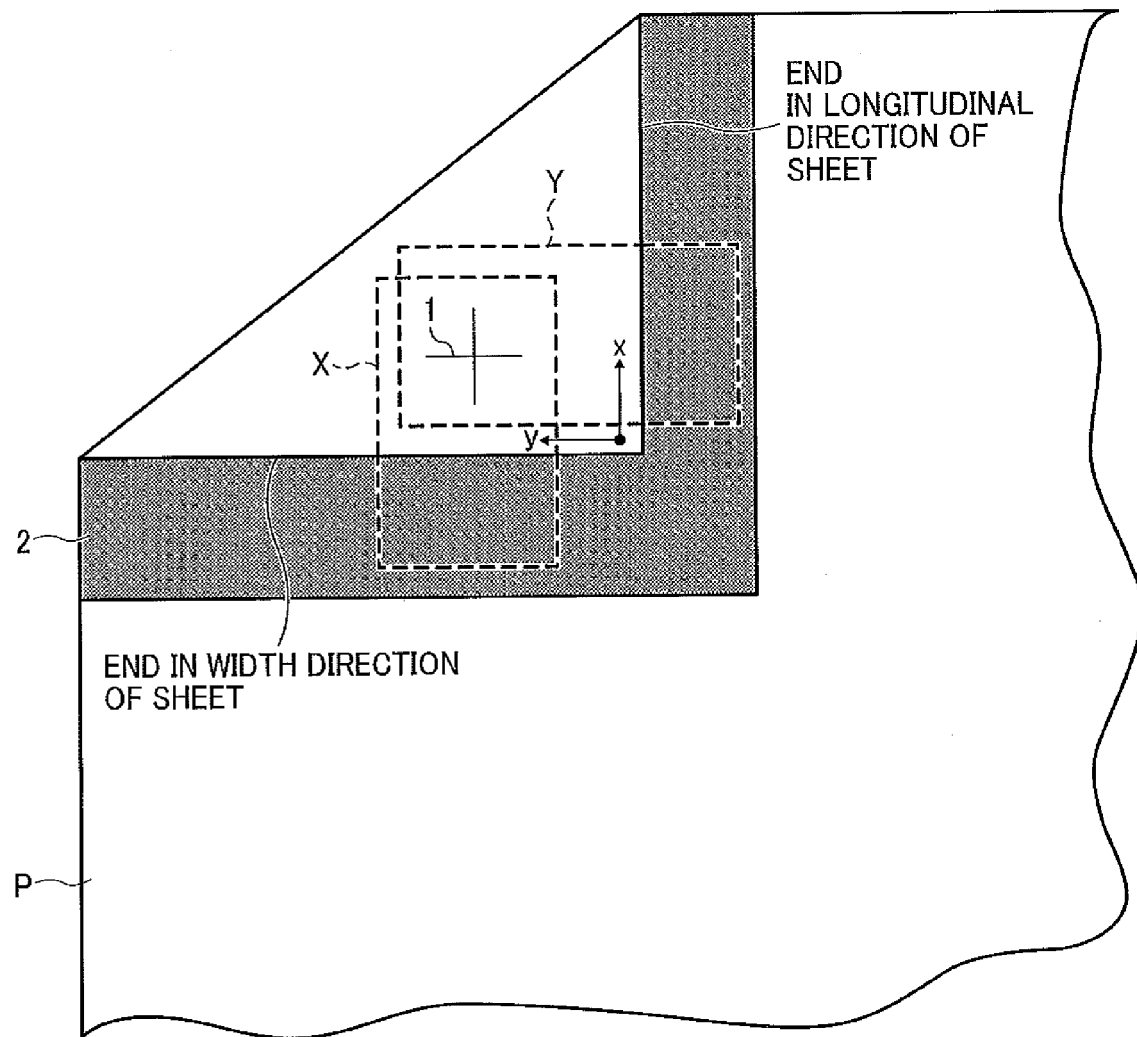 END
IN LONGITUDINAL
DIRECTION OF
SHEET
Y
1
X
x
y
2
END IN WIDTH DIRECTION
OF SHEET
P